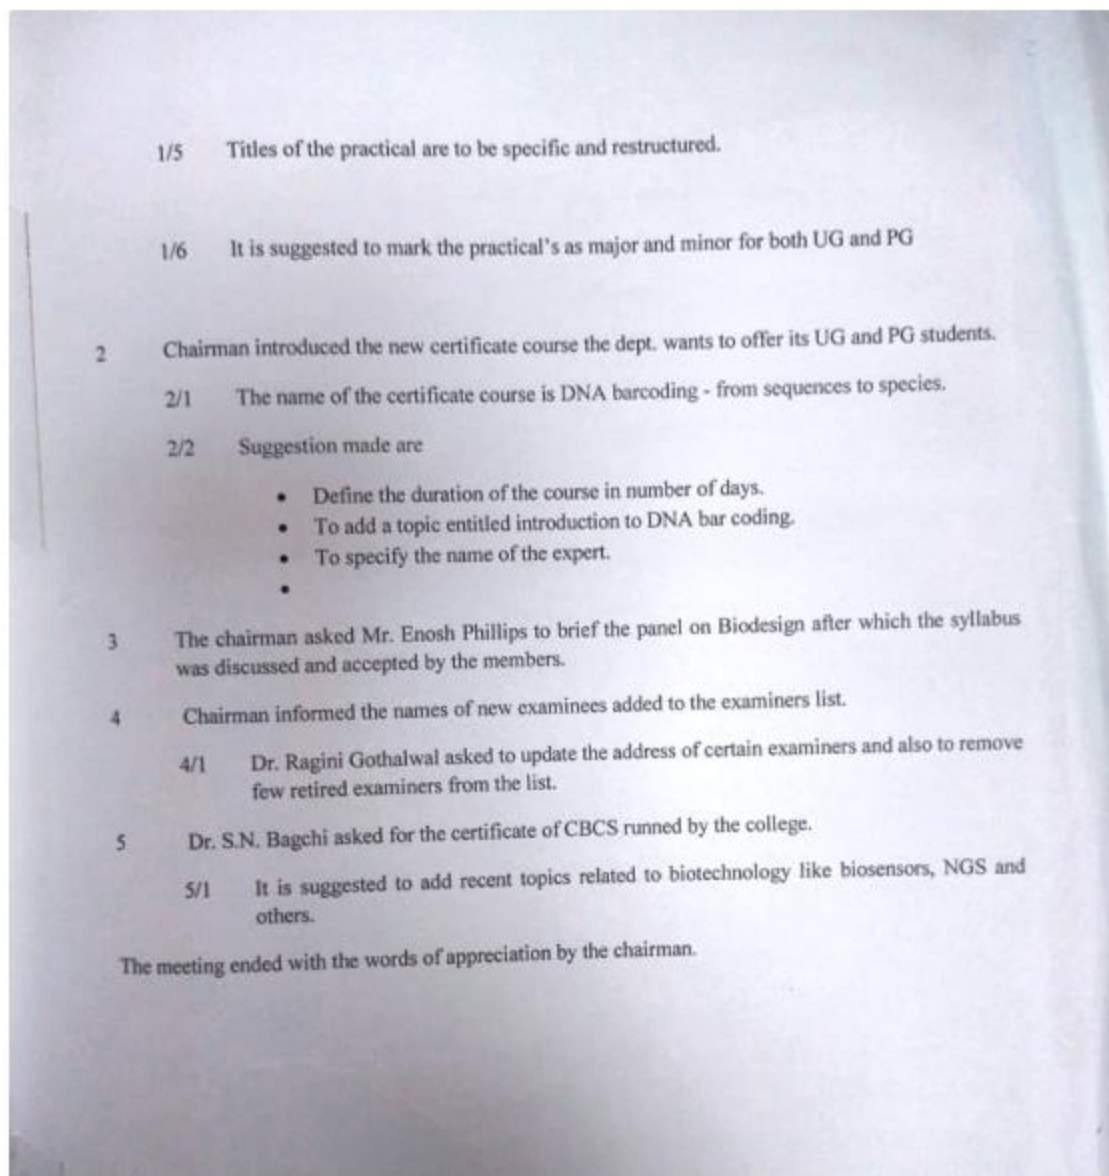 1/5 Titles of the practical are to be specific and restructured.
1/6 It is suggested to mark the practical's as major and minor for both UG and PG
2 Chairman introduced the new certificate course the dept. wants to offer its UG and PG students.
2/1 The name of the certificate course is DNA barcoding - from sequences to species.
2/2 Suggestion made are
• Define the duration of the course in number of days.
• To add a topic entitled introduction to DNA bar coding.
• To specify the name of the expert.
•
3 The chairman asked Mr. Enosh Phillips to brief the panel on Biodesign after which the syllabus
was discussed and accepted by the members.
4 Chairman informed the names of new examinees added to the examiners list.
4/1 Dr. Ragini Gothalwal asked to update the address of certain examiners and also to remove
few retired examiners from the list.
5 Dr. S.N. Bagchi asked for the certificate of CBCS runned by the college.
5/1 It is suggested to add recent topics related to biotechnology like biosensors, NGS and
others.
The meeting ended with the words of appreciation by the chairman.